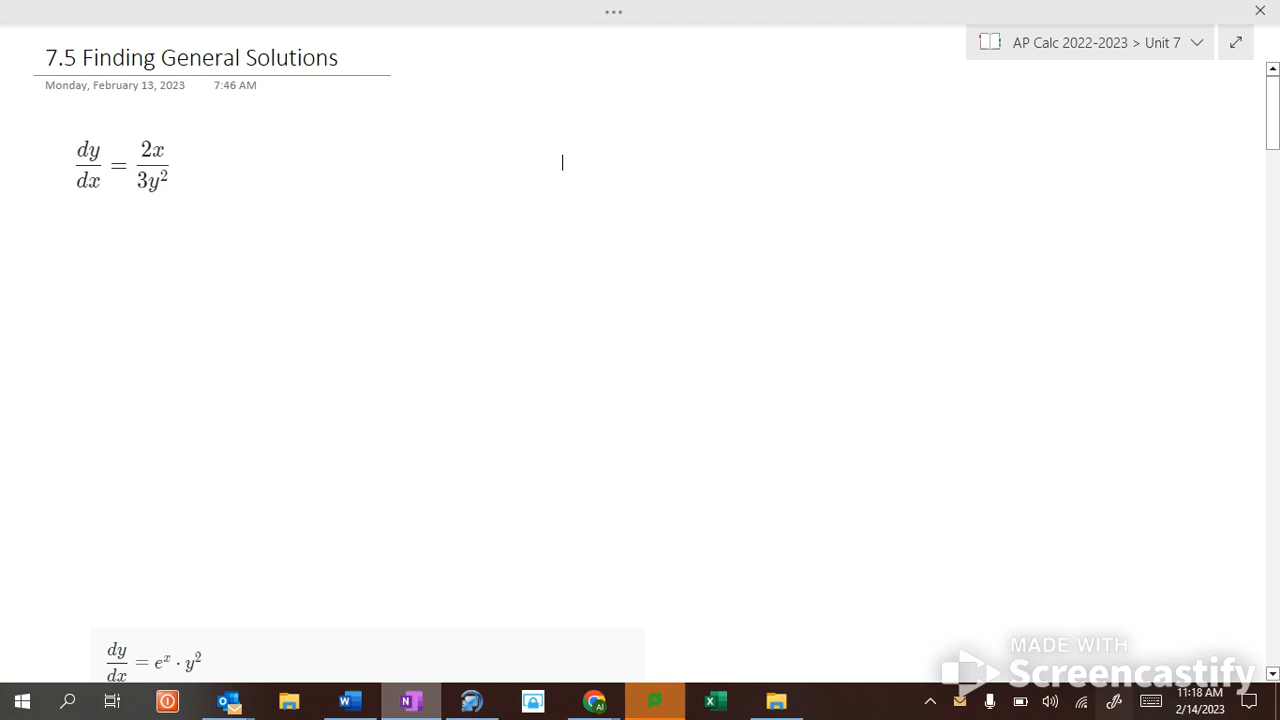 7.5 Finding General Solutions
AP Calc 2022-2023 > Unit 7
Monday, February 13, 2023 7:46 AM
dy/dx = 2x/3y²
dy/dx = eˣ · y²
MADE WITH
Screencastify
11:18 AM
2/14/2023